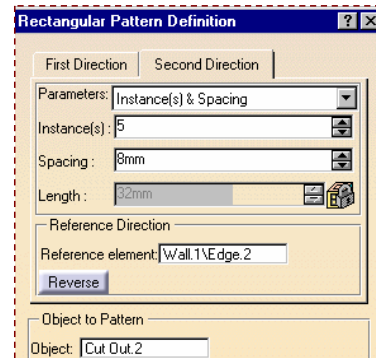 Rectangular Pattern Definition ? X
First Direction Second Direction
Parameters: Instance(s) & Spacing
Instance(s) : 5
Spacing : 8mm
Length : 32mm
Reference Direction
Reference element: Wall.1\Edge.2
Reverse
Object to Pattern
Object: Cut Out.2